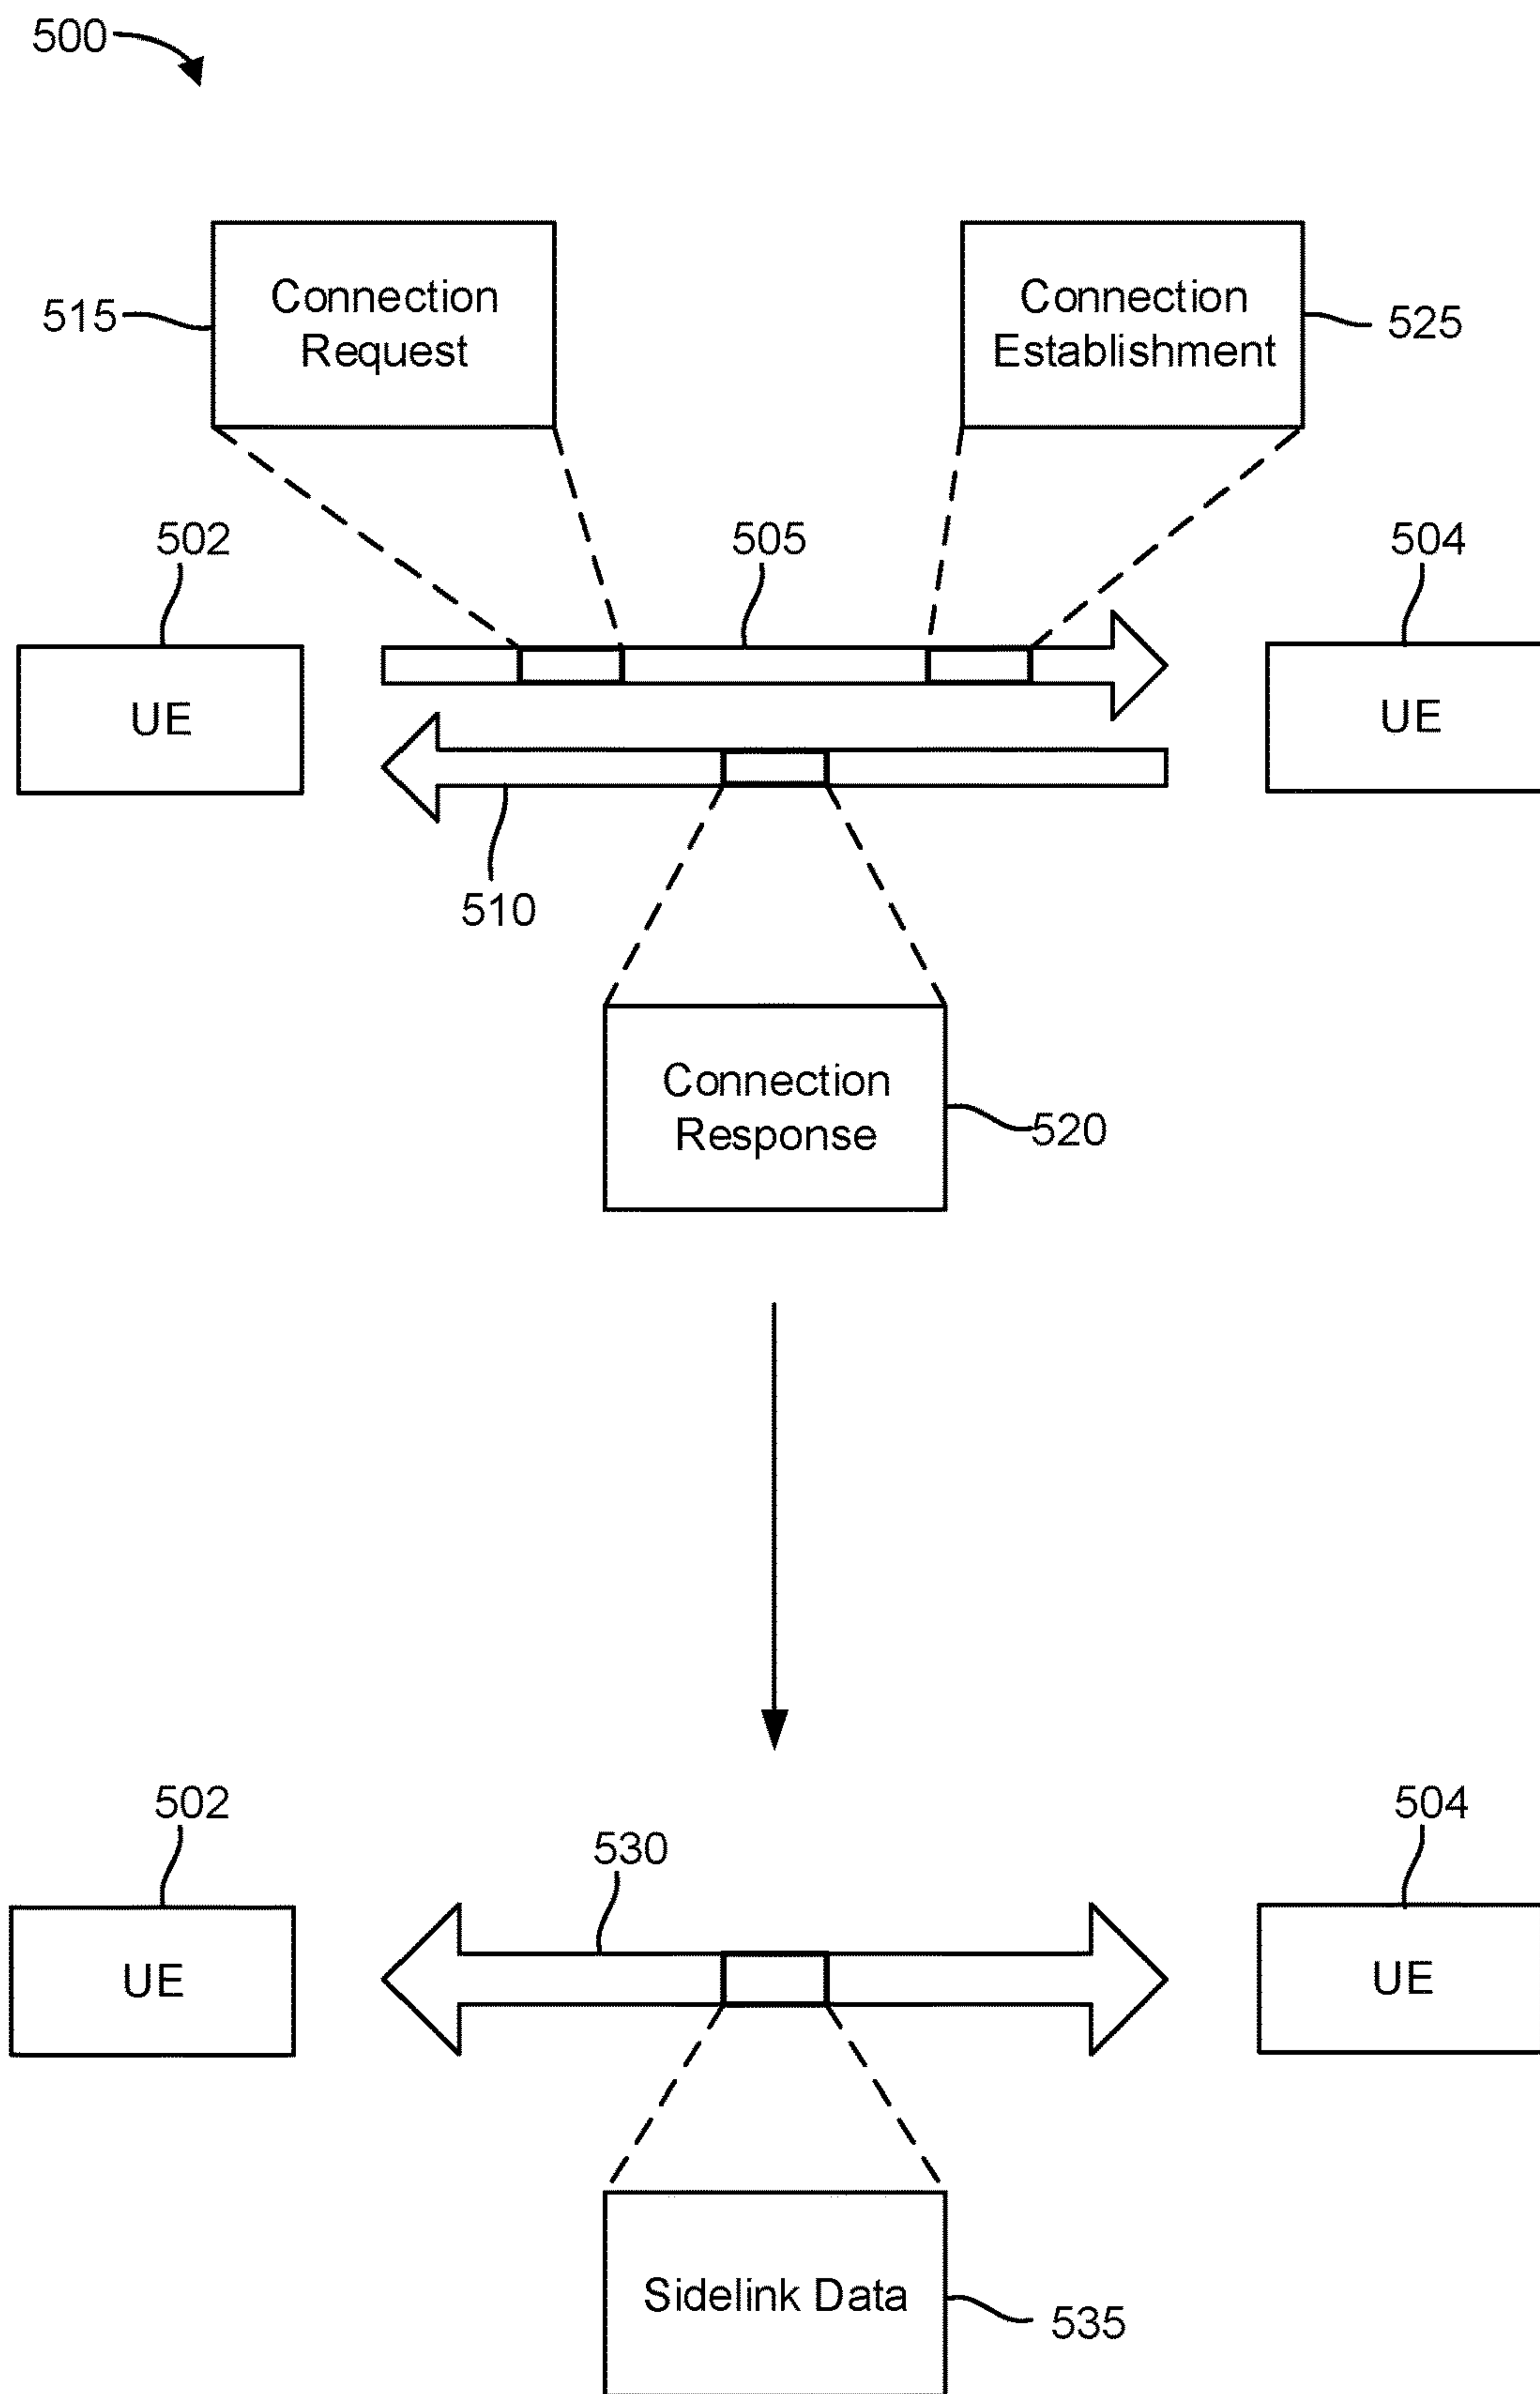 500
Connection
Request
515
Connection
Establishment
525
502
505
504
UE
UE
510
Connection
Response
520
502
504
530
UE
UE
Sidelink Data
535